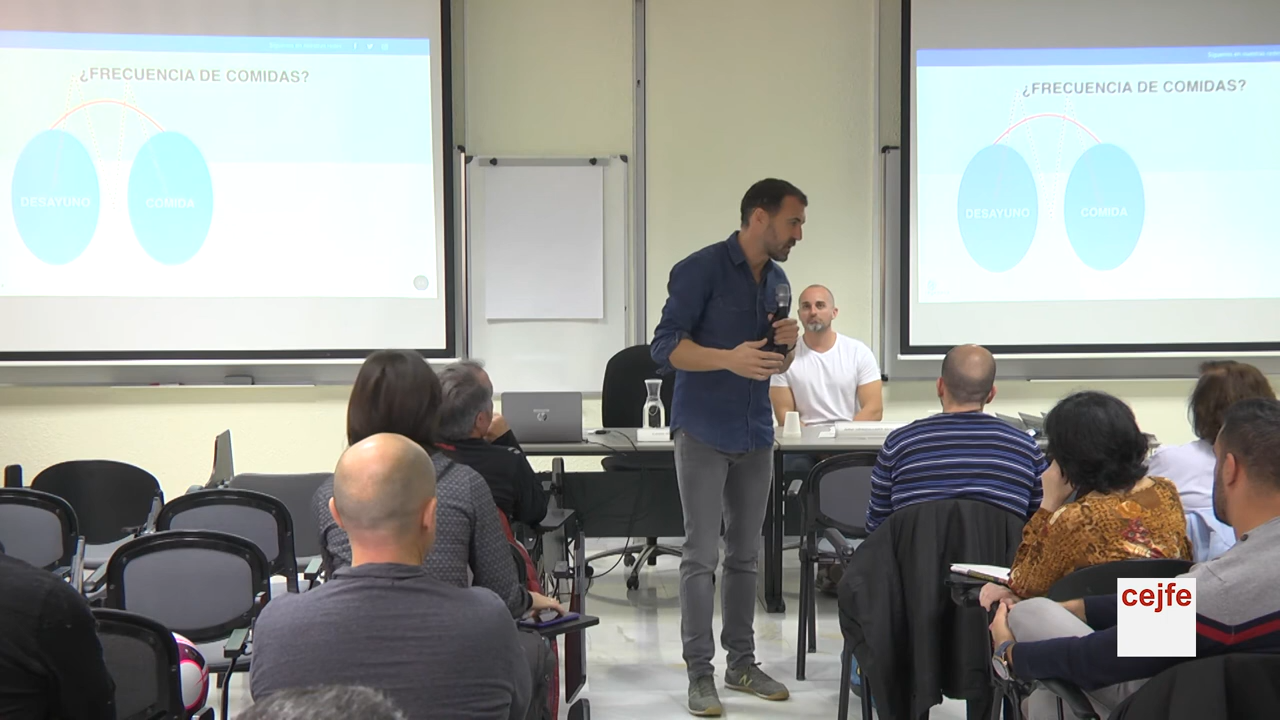 ¿FRECUENCIA DE COMIDAS?
DESAYUNO
COMIDA
¿FRECUENCIA DE COMIDAS?
DESAYUNO
COMIDA
cejfe